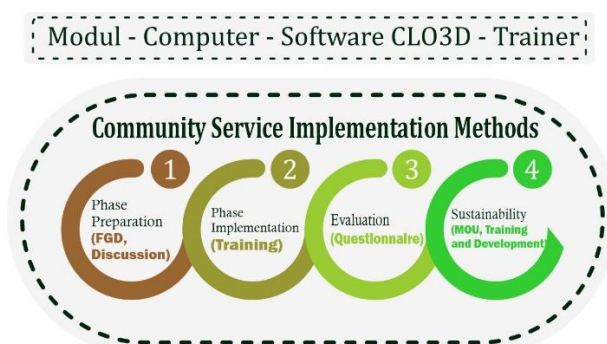 Modul - Computer - Software CLO3D - Trainer
Community Service Implementation Methods
1
Phase
Preparation
(FGD,
Discussion)
2
Phase
Implementation
(Training)
3
Evaluation
(Questionnaire)
4
Sustainability
(MOU, Training
and Development)